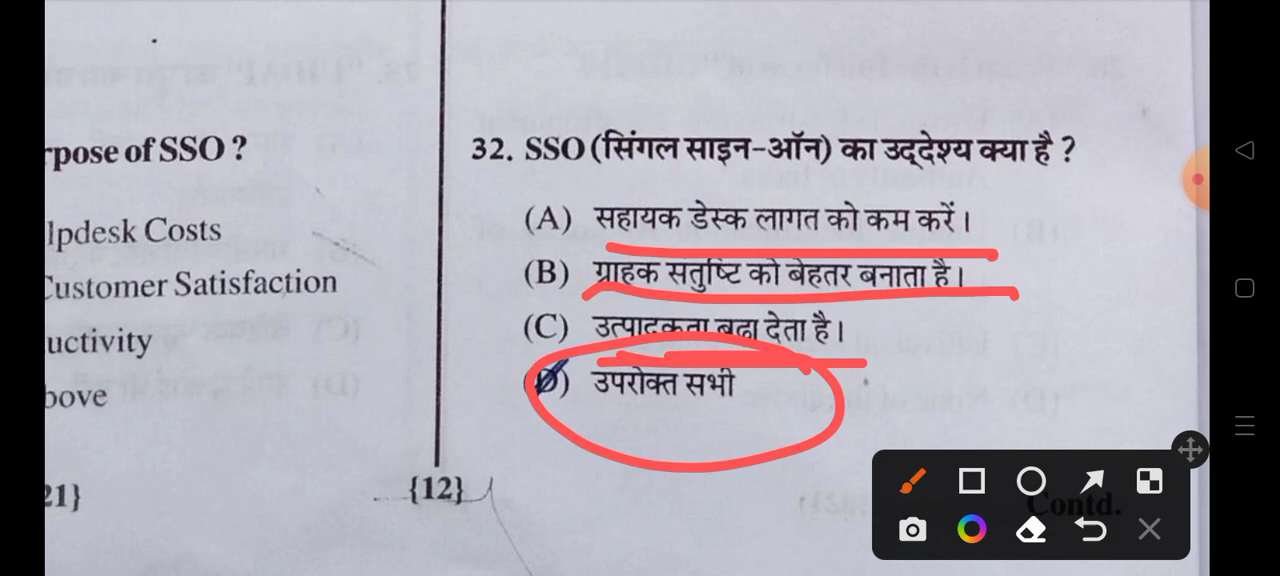 rpose of SSO ?
lpdesk Costs
Customer Satisfaction
uctivity
bove
21}
{12}
32. SSO (सिंगल साइन-ऑन) का उद्देश्य क्या है ?
(A) सहायक डेस्क लागत को कम करें।
(B) ग्राहक संतुष्टि को बेहतर बनाता है।
(C) उत्पादकता बढ़ा देता है।
(D) उपरोक्त सभी
Contd.